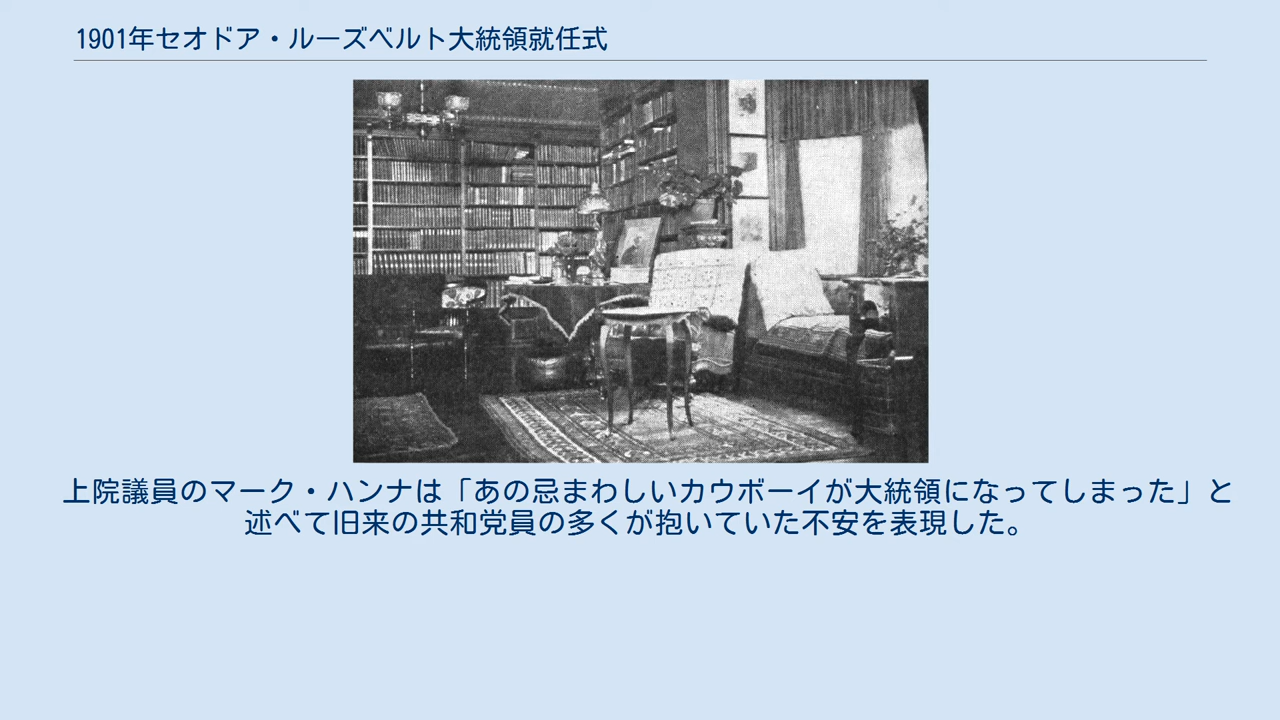 1901年セオドア・ルーズベルト大統領就任式
上院議員のマーク・ハンナは「あの忌まわしいカウボーイが大統領になってしまった」と
述べて旧来の共和党員の多くが抱いていた不安を表現した。